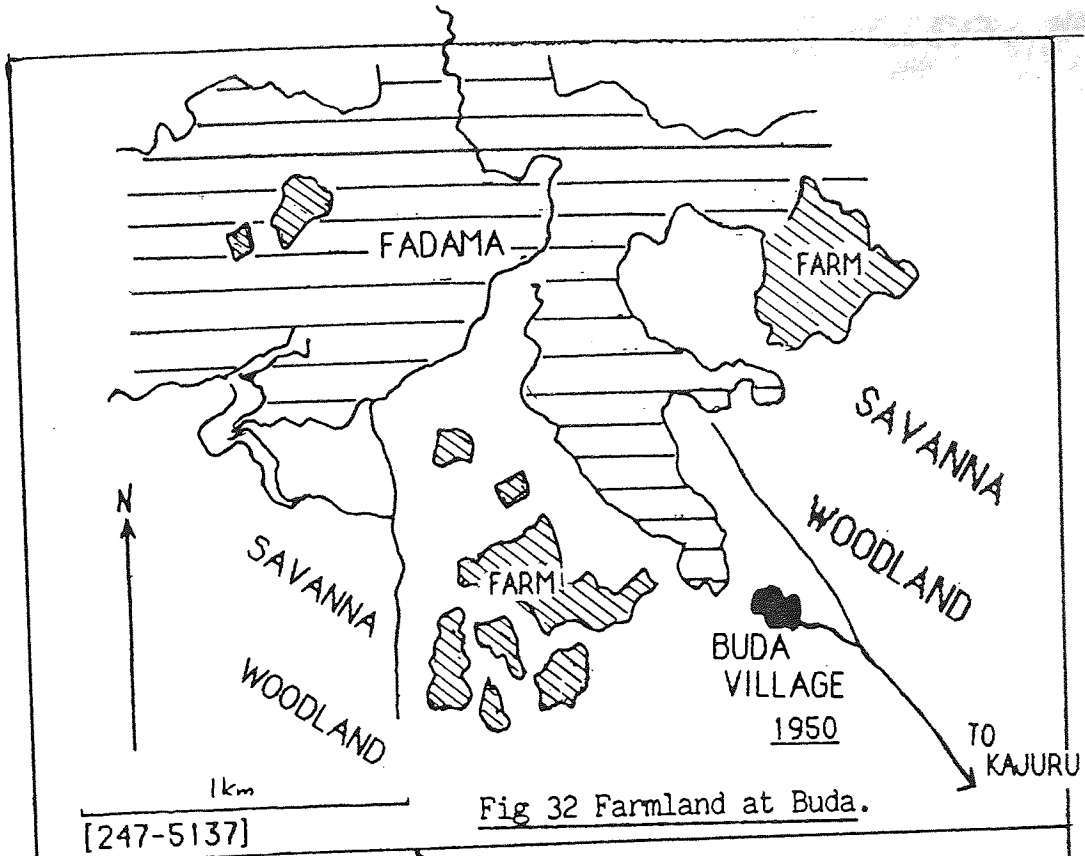 FADAMA
FARM
SAVANNA
WOODLAND
N
SAVANNA
WOODLAND
FARM
BUDA
VILLAGE
1950
TO
KAJURU
1km
[247-5137]
Fig 32 Farmland at Buda.